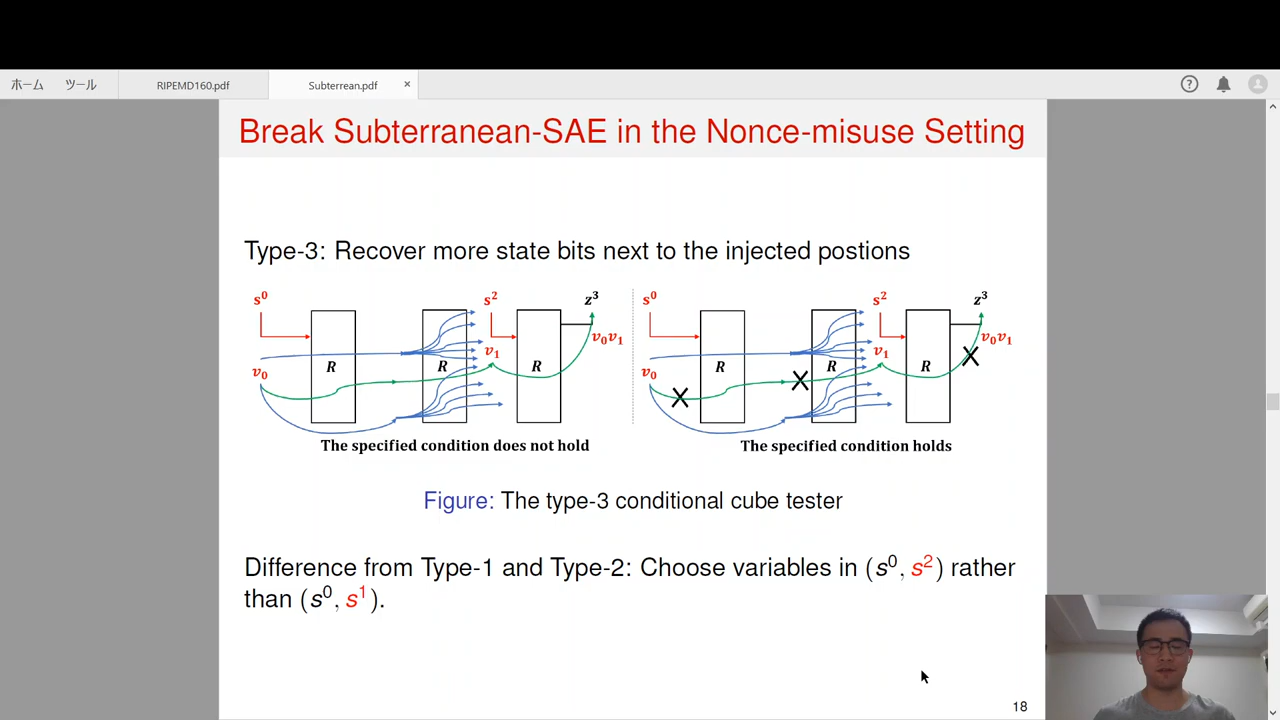 ホーム ツール RIPEMD160.pdf Subterrean.pdf × ?
Break Subterranean-SAE in the Nonce-misuse Setting
Type-3: Recover more state bits next to the injected postions
s⁰ s² z³ s⁰ s² z³
v₀v₁ v₀v₁
v₁ v₁
v₀ R R R v₀ R R R
The specified condition does not hold The specified condition holds
Figure: The type-3 conditional cube tester
Difference from Type-1 and Type-2: Choose variables in (s⁰, s²) rather
than (s⁰, s¹).
18